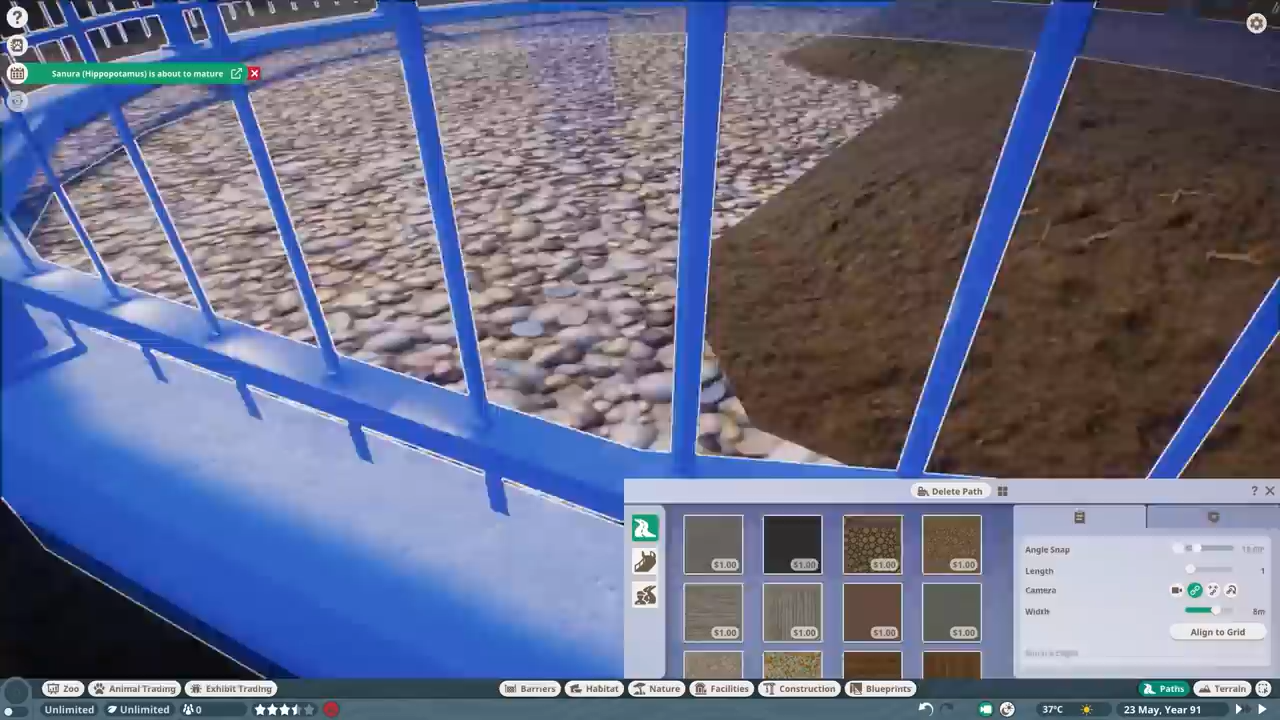 ?
Sanura (Hippopotamus) is about to mature
Delete Path
?
$1.00 $1.00 $1.00 $1.00
$1.00 $1.00 $1.00 $1.00
Angle Snap
Length 1
Camera
Width 8m
Align to Grid
Zoo Animal Trading Exhibit Trading Barriers Habitat Nature Facilities Construction Blueprints Paths Terrain
Unlimited Unlimited 0 37°C 23 May, Year 91